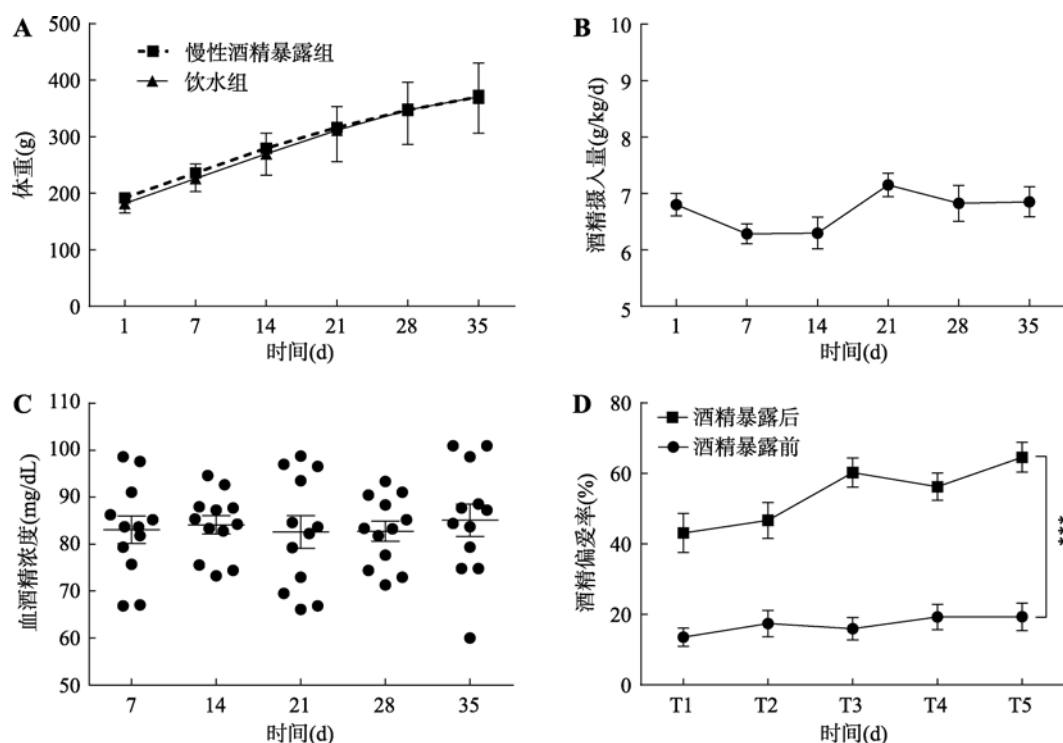 A
500
400
300
200
100
0
体重(g)
慢性酒精暴露组
饮水组
1 7 14 21 28 35
时间(d)
B
10
9
8
7
6
5
酒精摄入量(g/kg/d)
1 7 14 21 28 35
时间(d)
C
110
100
90
80
70
60
50
血酒精浓度(mg/dL)
7 14 21 28 35
时间(d)
D
80
60
40
20
0
酒精偏爱率(%)
酒精暴露后
酒精暴露前
***
T1 T2 T3 T4 T5
时间(d)